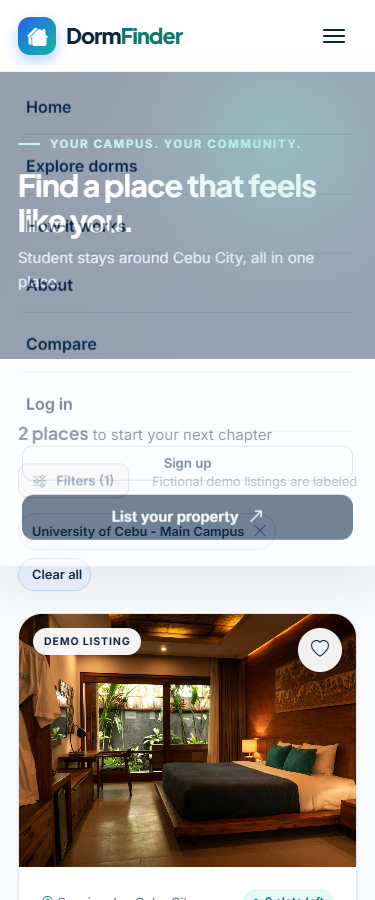 DormFinder
Home
YOUR CAMPUS. YOUR COMMUNITY.
Explore dorms
Find a place that feels
like you.
How it works
Student stays around Cebu City, all in one
place.
About
Compare
Log in
2 places to start your next chapter
Sign up
Filters (1)
Fictional demo listings are labeled
List your property
University of Cebu - Main Campus
Clear all
DEMO LISTING